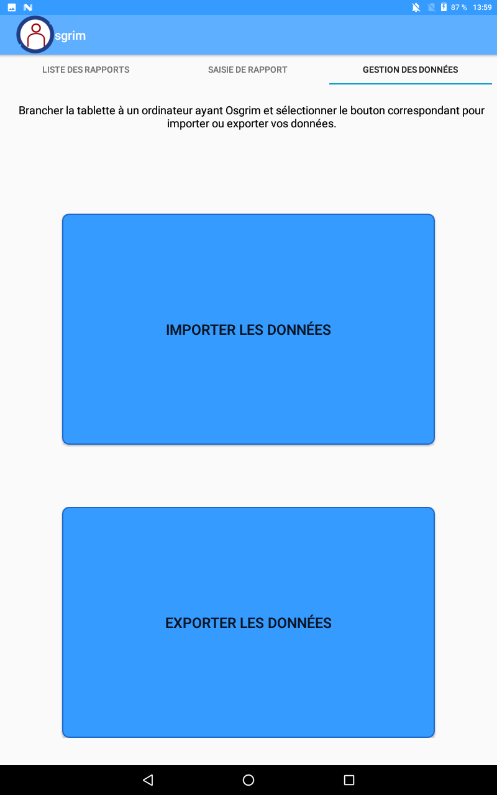 87 % 13:59
Osgrim
LISTE DES RAPPORTS SAISIE DE RAPPORT GESTION DES DONNÉES
Brancher la tablette à un ordinateur ayant Osgrim et sélectionner le bouton correspondant pour
importer ou exporter vos données.
IMPORTER LES DONNÉES
EXPORTER LES DONNÉES